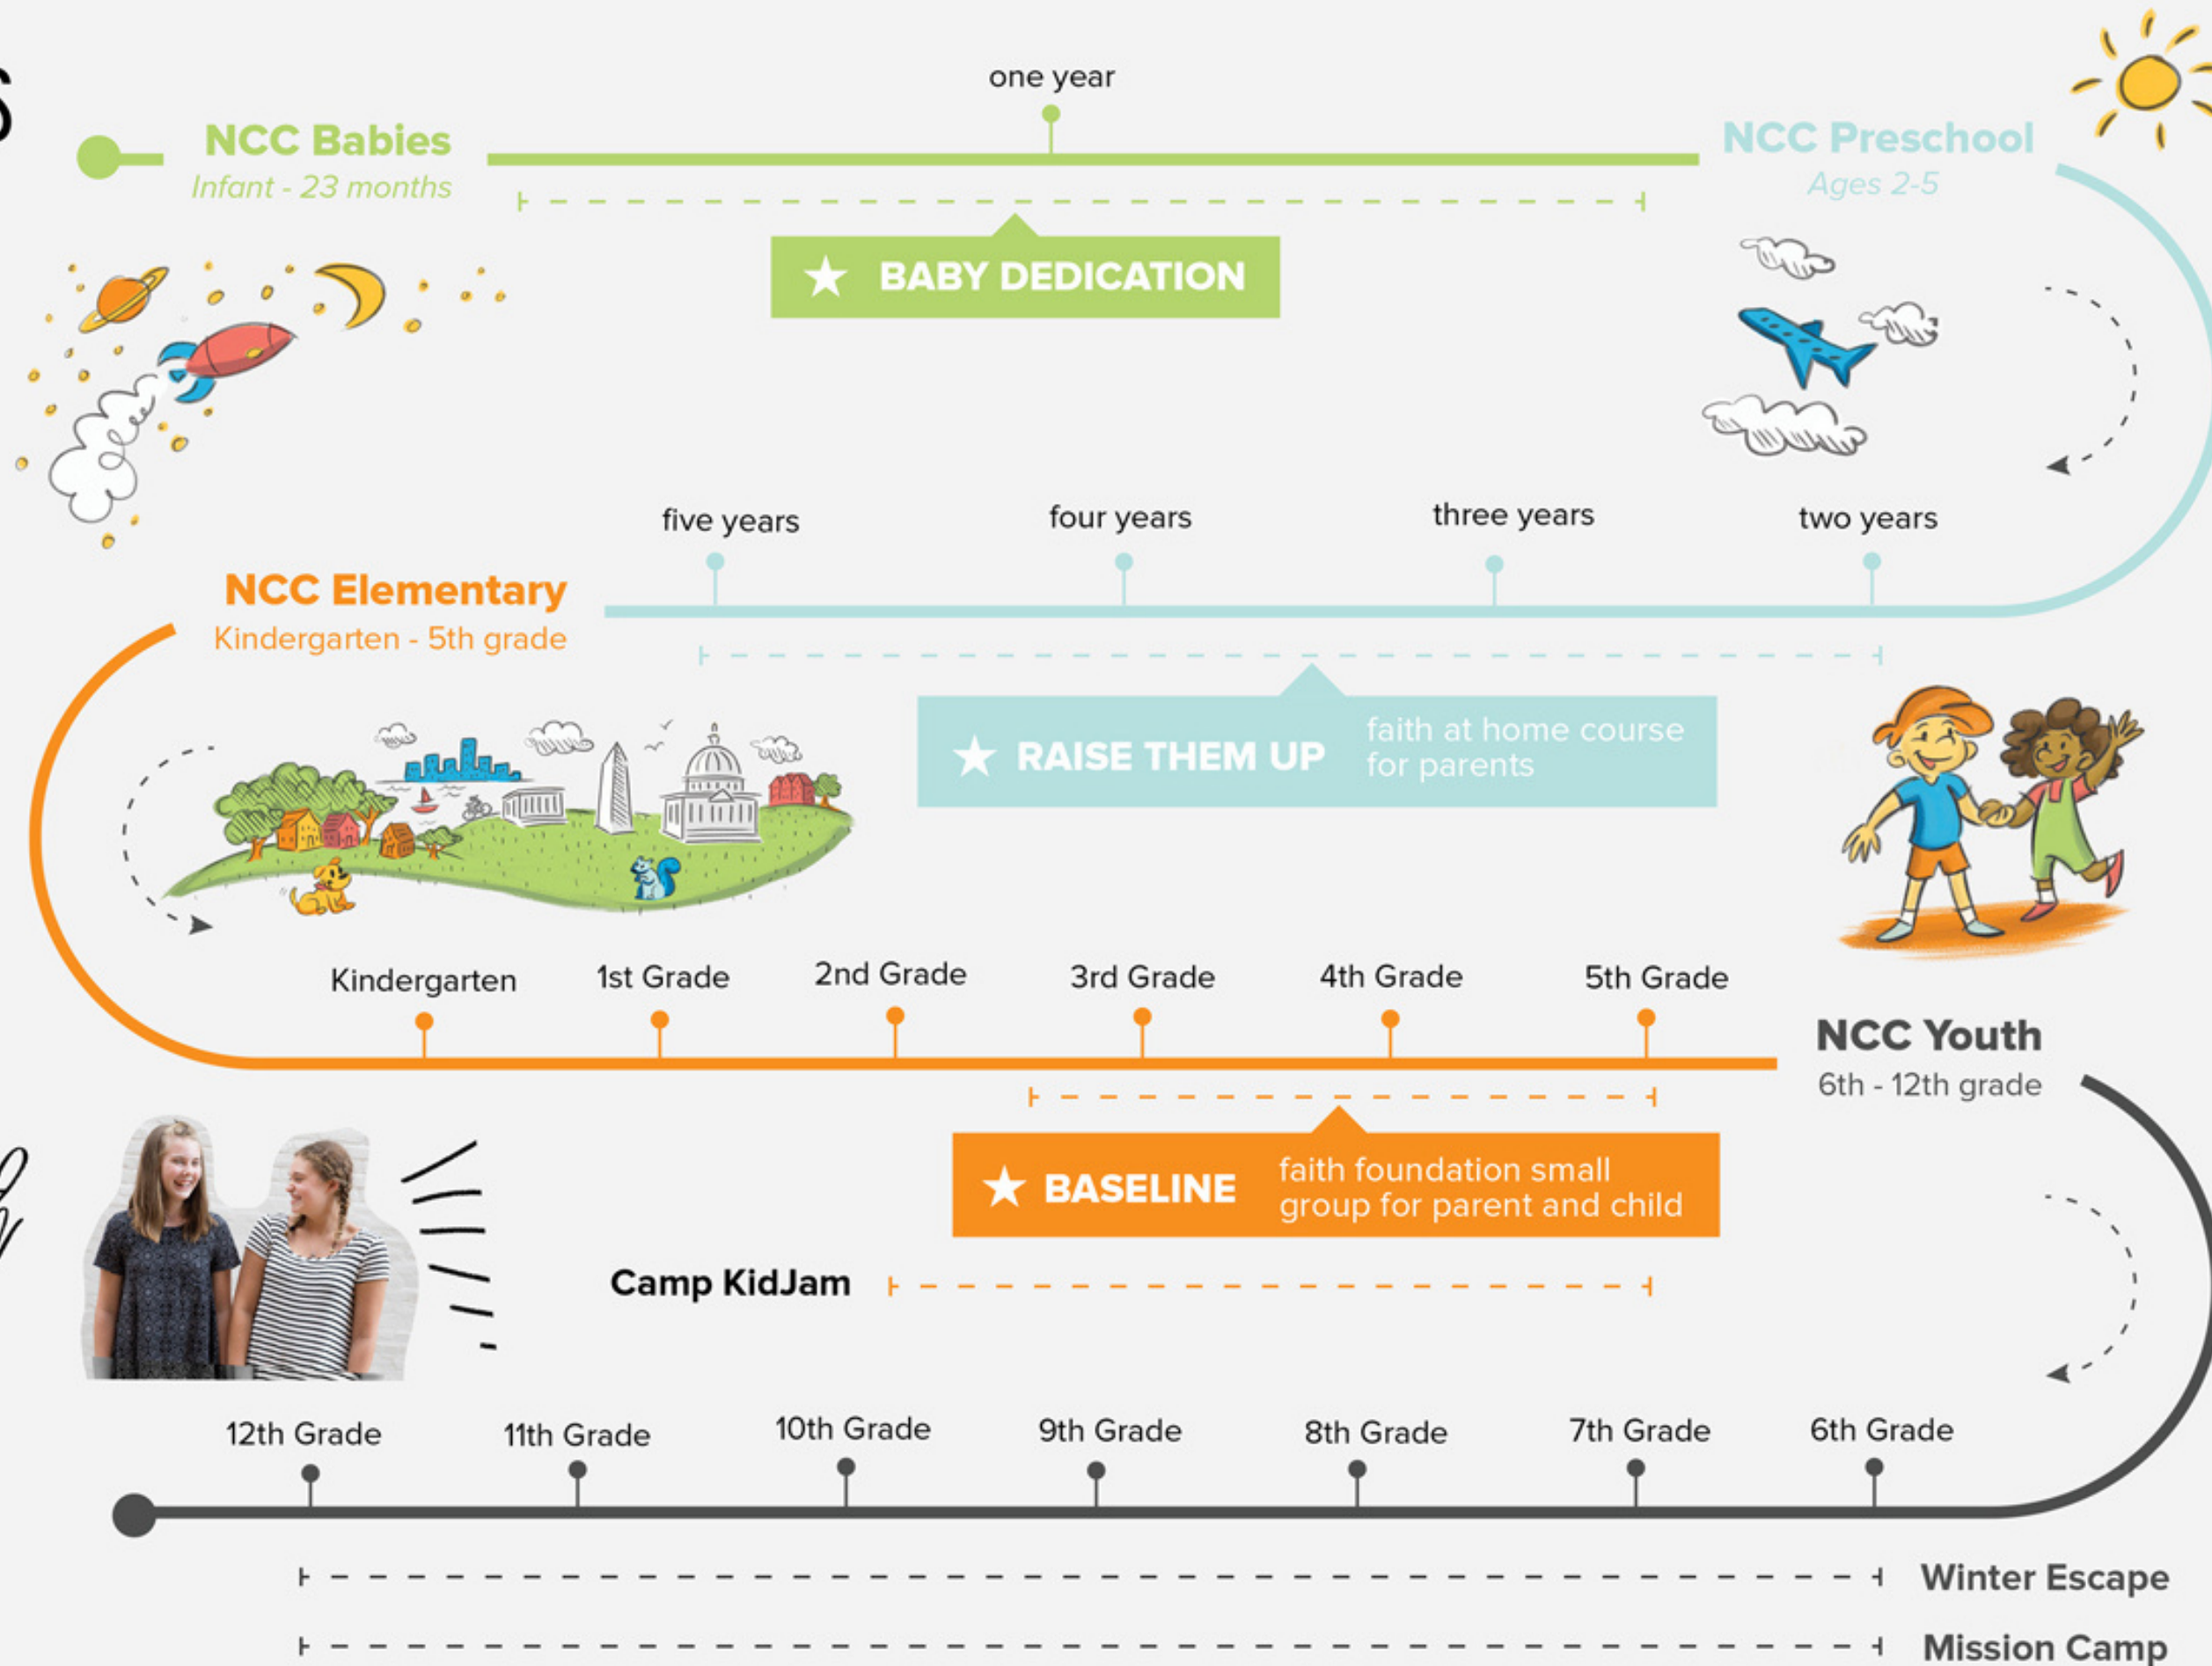 one year
NCC Babies
Infant - 23 months
NCC Preschool
Ages 2-5
★ BABY DEDICATION
five years
four years
three years
two years
NCC Elementary
Kindergarten - 5th grade
★ RAISE THEM UP
faith at home course
for parents
Kindergarten
1st Grade
2nd Grade
3rd Grade
4th Grade
5th Grade
NCC Youth
6th - 12th grade
★ BASELINE
faith foundation small
group for parent and child
Camp KidJam
12th Grade
11th Grade
10th Grade
9th Grade
8th Grade
7th Grade
6th Grade
Winter Escape
Mission Camp